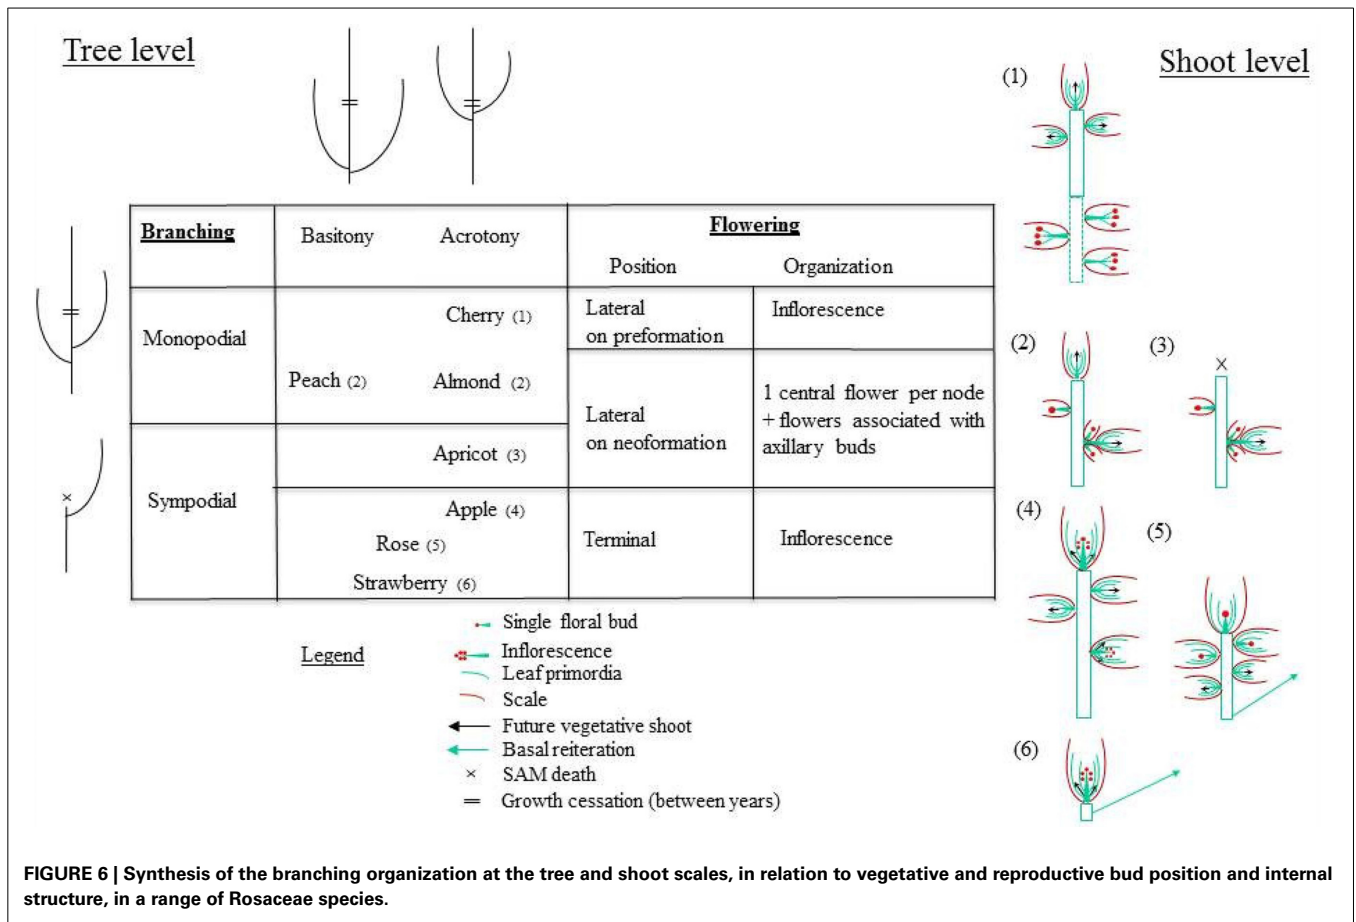 Tree level
Shoot level
(1)
Branching
Basitony
Acrotony
Flowering
Position
Organization
Monopodial
Cherry (1)
Lateral
on preformation
Inflorescence
Peach (2)
Almond (2)
Lateral
on neoformation
1 central flower per node
+ flowers associated with
axillary buds
(2)
(3)
×
×
Sympodial
Apricot (3)
Apple (4)
Rose (5)
Strawberry (6)
Terminal
Inflorescence
(4)
(5)
(6)
Legend
Single floral bud
Inflorescence
Leaf primordia
Scale
Future vegetative shoot
Basal reiteration
× SAM death
= Growth cessation (between years)
FIGURE 6 | Synthesis of the branching organization at the tree and shoot scales, in relation to vegetative and reproductive bud position and internal
structure, in a range of Rosaceae species.